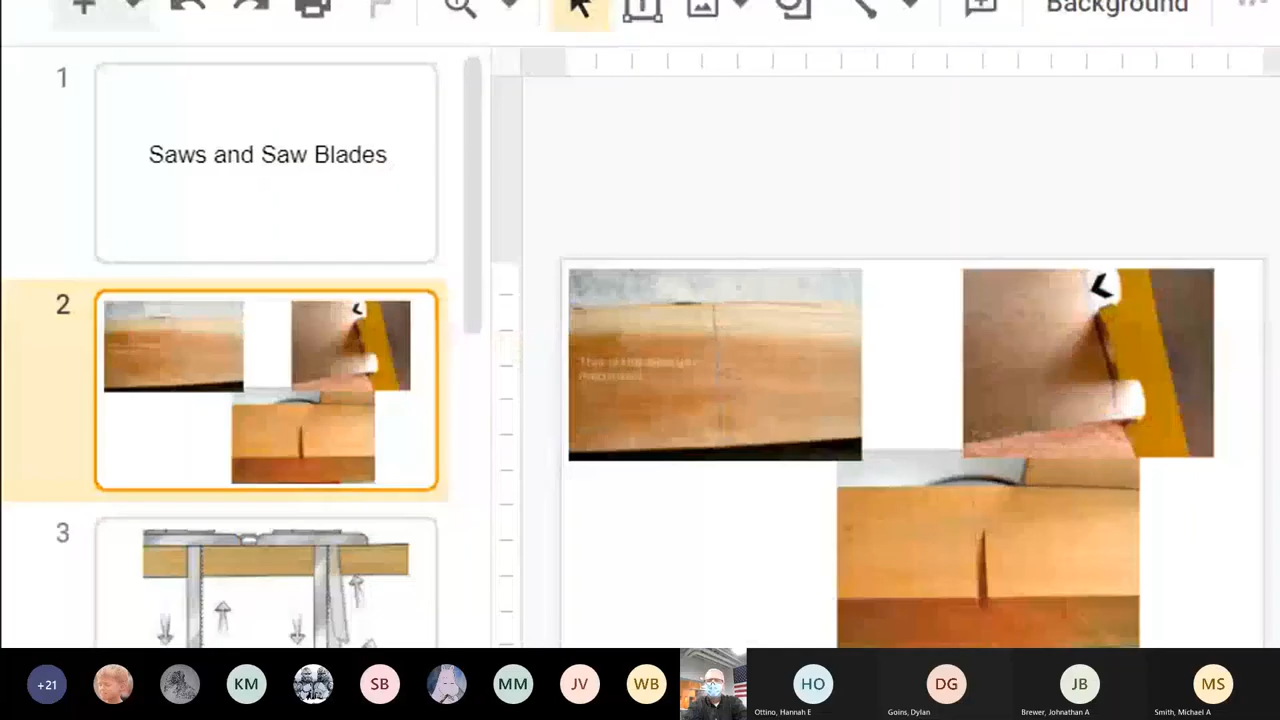 Background
1
Saws and Saw Blades
2
3
+21
KM
SB
MM
JV
WB
HO
DG
JB
MS
Ottino, Hannah E
Goins, Dylan
Brewer, Johnathan A
Smith, Michael A